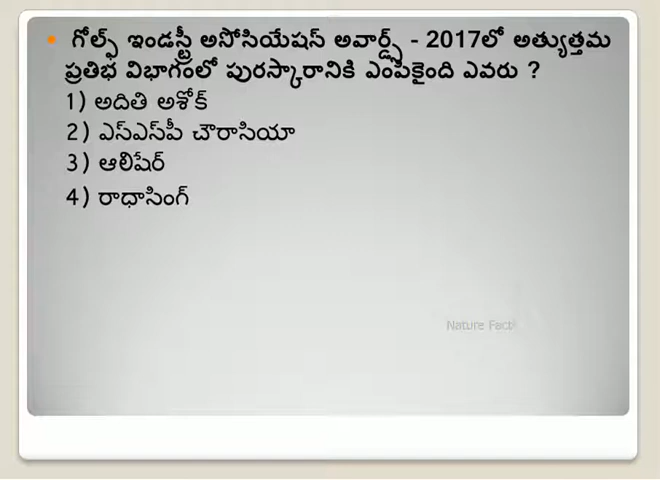 • గోల్ఫ్ ఇండస్ట్రీ అసోసియేషన్ అవార్డ్స్ - 2017లో అత్యుత్తమ
ప్రతిభ విభాగంలో పురస్కారానికి ఎంపికైంది ఎవరు ?
1) అదితి అశోక్
2) ఎస్ఎస్‌పీ చౌరాసియా
3) ఆలీషేర్
4) రాధాసింగ్
Nature Facts